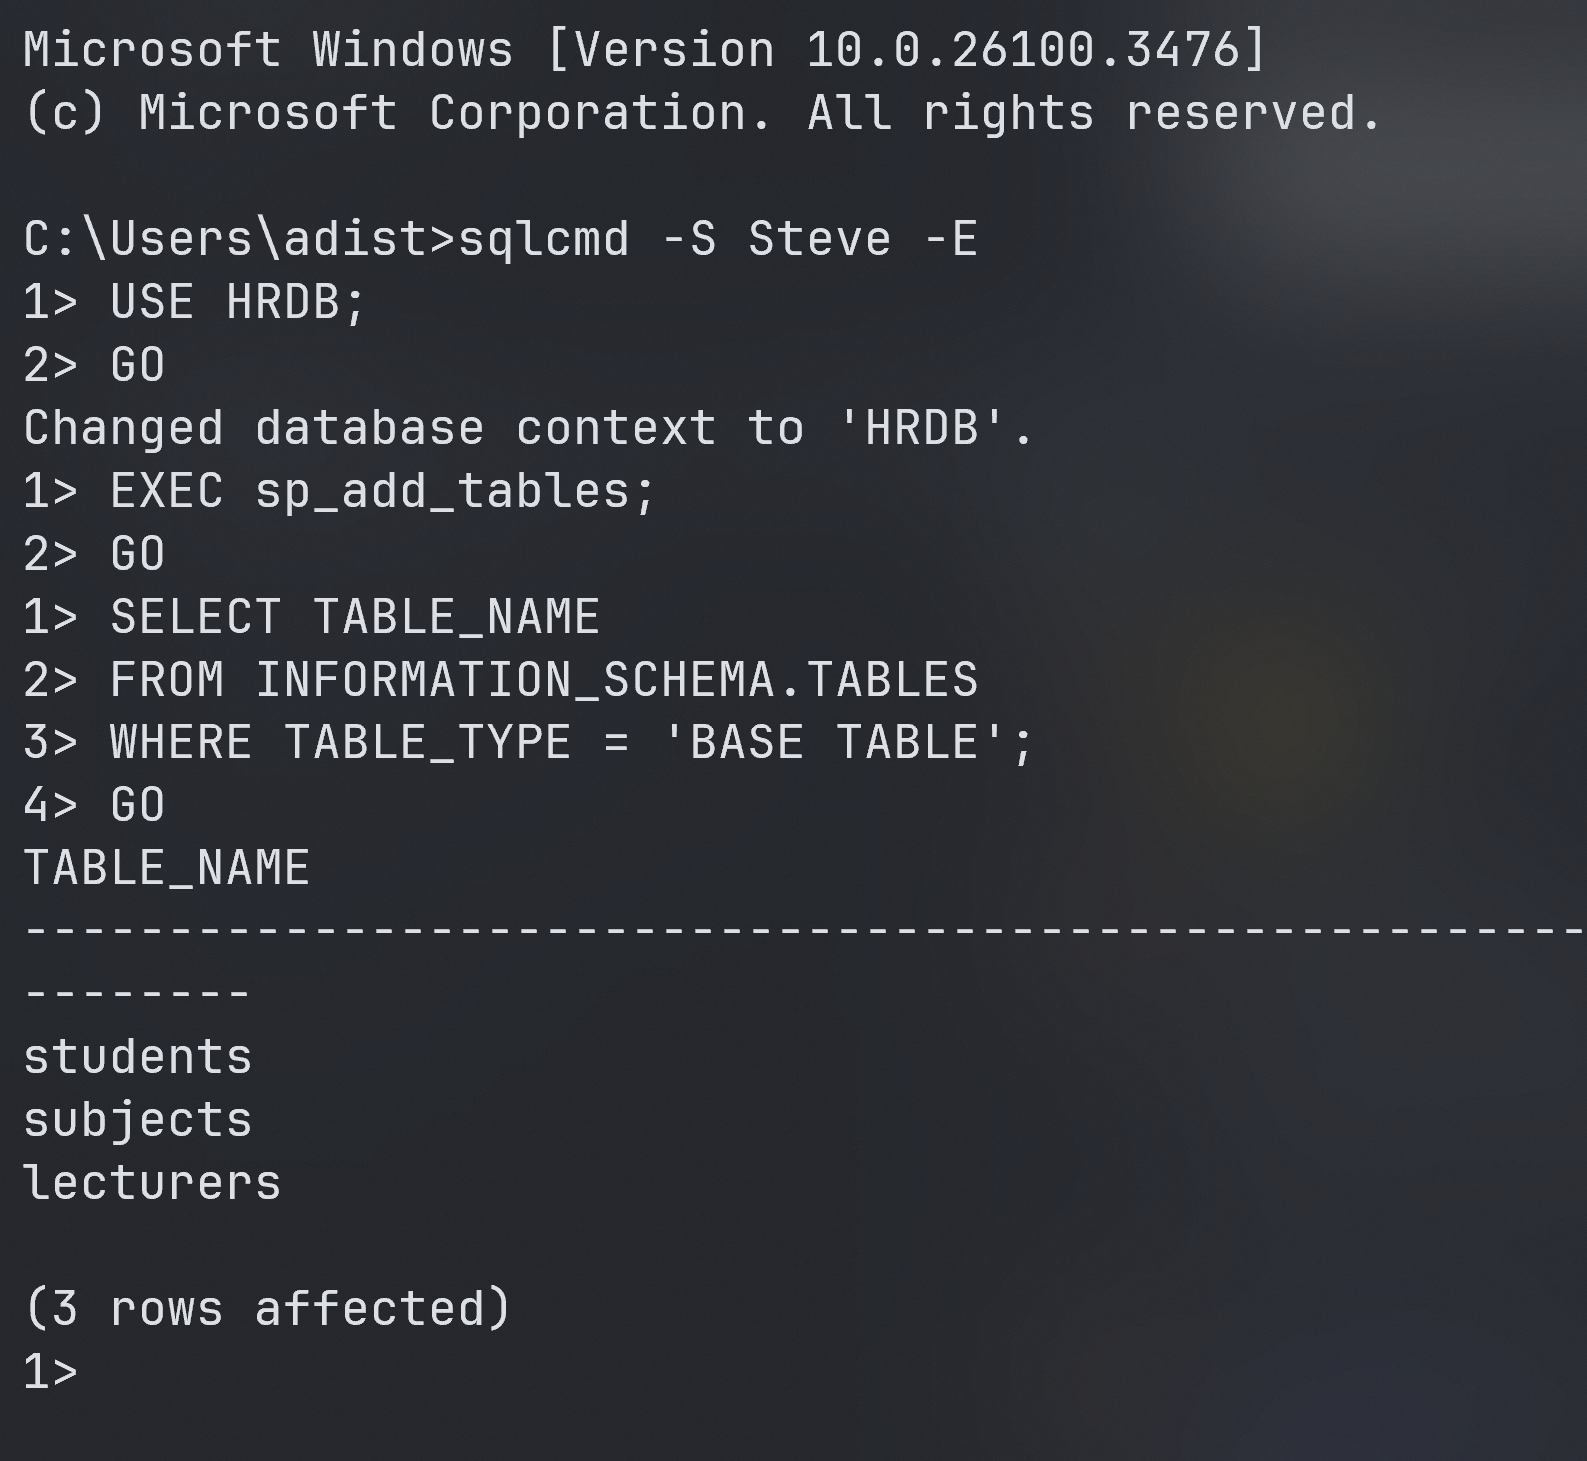 Microsoft Windows [Version 10.0.26100.3476]
(c) Microsoft Corporation. All rights reserved.
C:\Users\adist>sqlcmd -S Steve -E
1> USE HRDB;
2> GO
Changed database context to 'HRDB'.
1> EXEC sp_add_tables;
2> GO
1> SELECT TABLE_NAME
2> FROM INFORMATION_SCHEMA.TABLES
3> WHERE TABLE_TYPE = 'BASE TABLE';
4> GO
TABLE_NAME
------------------------------------------------------
--------
students
subjects
lecturers
(3 rows affected)
1>